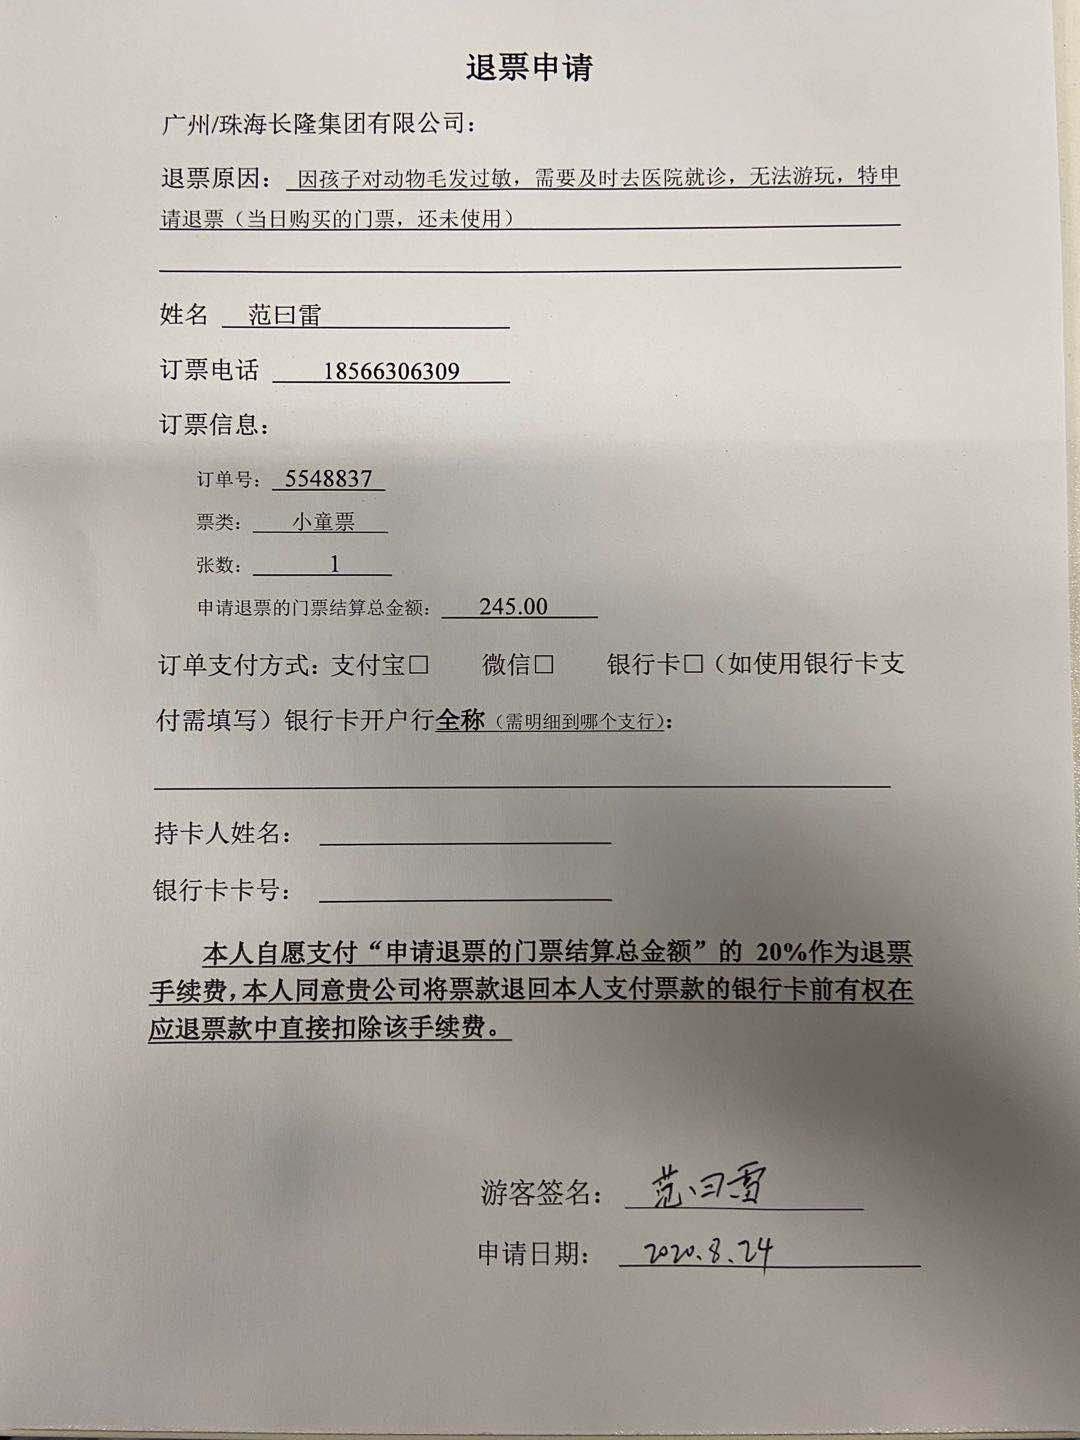 退票申请
广州/珠海长隆集团有限公司：
退票原因： 因孩子对动物毛发过敏，需要及时去医院就诊，无法游玩，特申
请退票（当日购买的门票，还未使用）
姓名 范曰雷
订票电话 18566306309
订票信息：
订单号： 5548837
票类： 小童票
张数： 1
申请退票的门票结算总金额： 245.00
订单支付方式：支付宝□ 微信□ 银行卡□（如使用银行卡支
付需填写）银行卡开户行全称（需明细到哪个支行）：
持卡人姓名：
银行卡卡号：
本人自愿支付“申请退票的门票结算总金额”的 20%作为退票
手续费，本人同意贵公司将票款退回本人支付票款的银行卡前有权在
应退票款中直接扣除该手续费。
游客签名： 范曰雷
申请日期： 2020.8.24